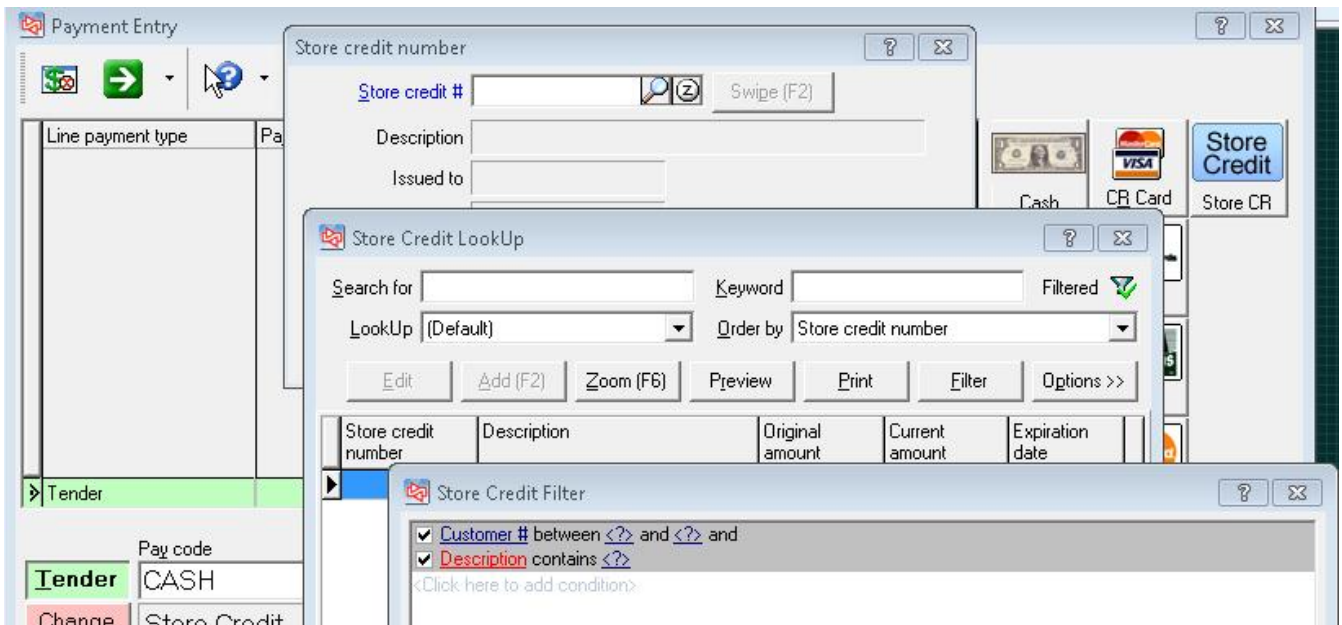 Payment Entry
Store credit number
Store credit #
Swipe (F2)
Line payment type
Pa
Description
Issued to
VISA
Store
Credit
Cash
CR Card
Store CR
Store Credit LookUp
Search for
Keyword
Filtered
LookUp
(Default)
Order by
Store credit number
Edit
Add (F2)
Zoom (F6)
Preview
Print
Filter
Options >>
Store credit
number
Description
Original
amount
Current
amount
Expiration
date
Tender
Store Credit Filter
Customer # between <?> and <?> and
Description contains <?>
<Click here to add condition>
Pay code
Tender
CASH
Change
Store Credit